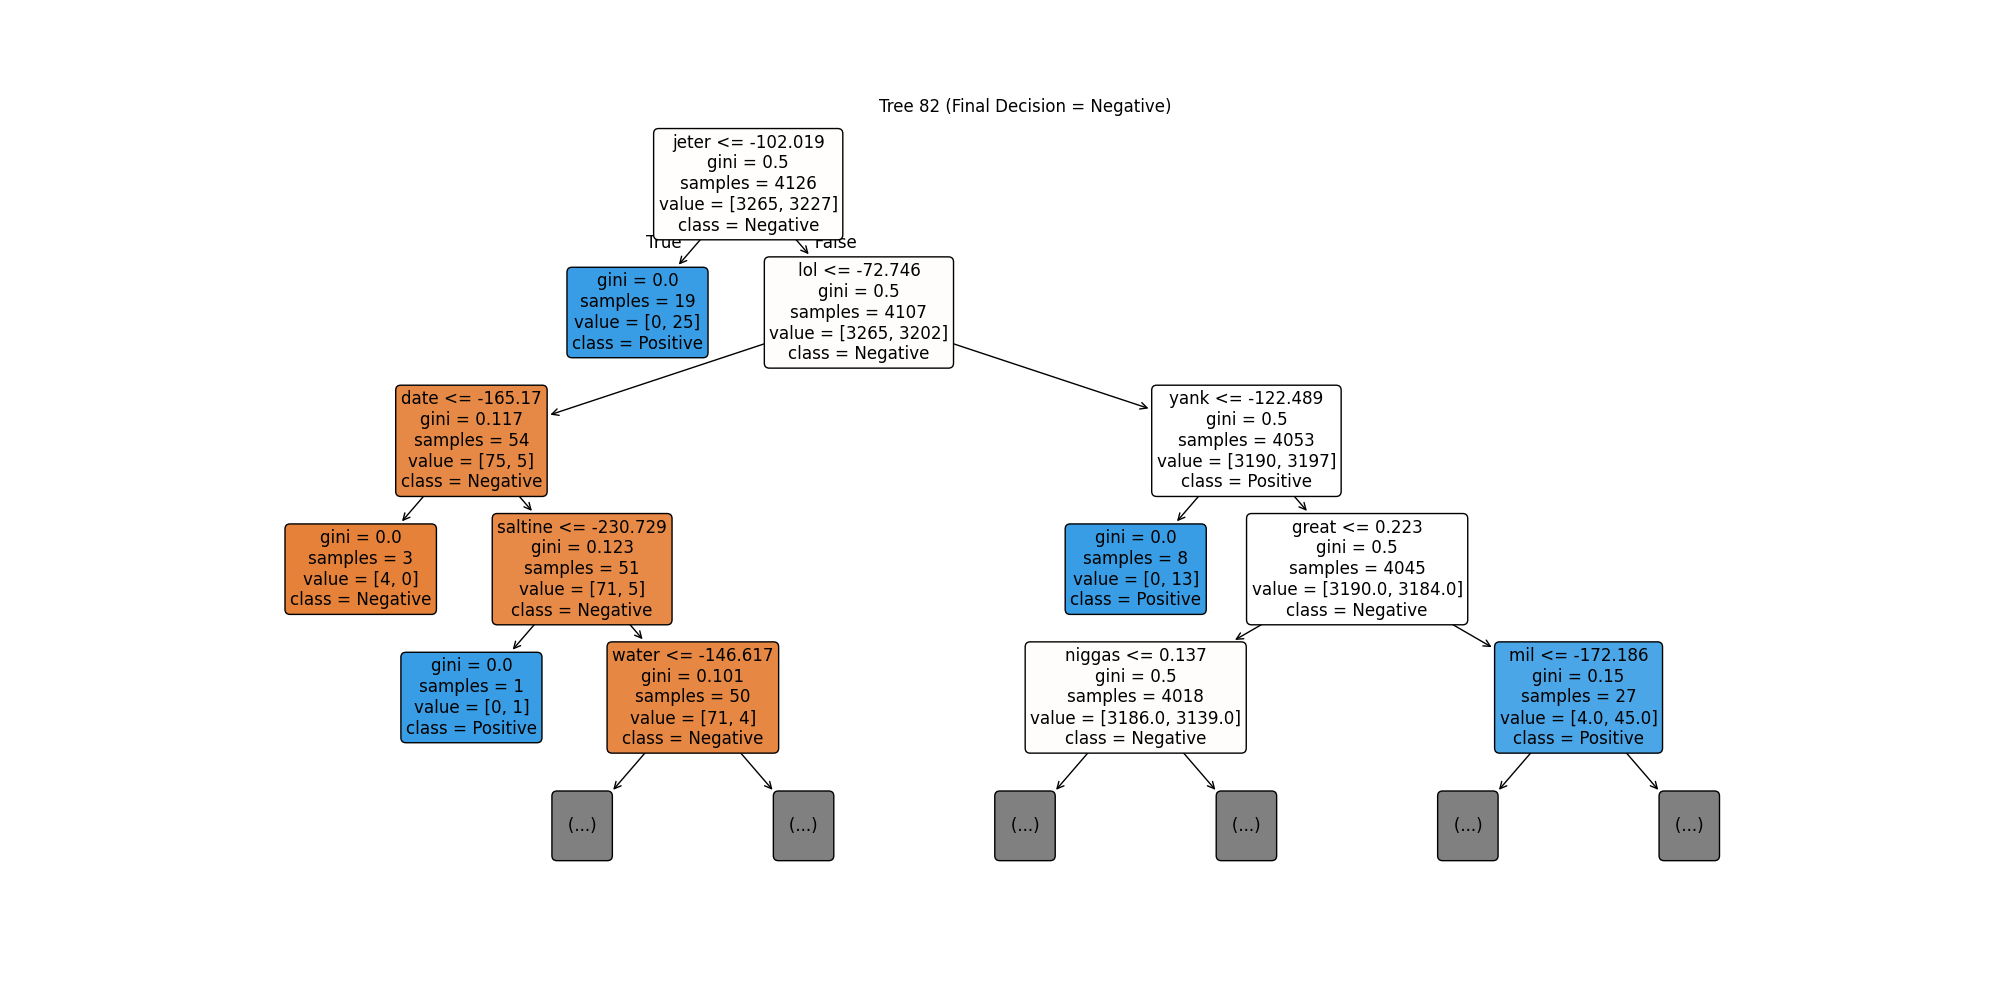 Tree 82 (Final Decision = Negative)
jeter <= -102.019
gini = 0.5
samples = 4126
value = [3265, 3227]
class = Negative
True
False
gini = 0.0
samples = 19
value = [0, 25]
class = Positive
lol <= -72.746
gini = 0.5
samples = 4107
value = [3265, 3202]
class = Negative
date <= -165.17
gini = 0.117
samples = 54
value = [75, 5]
class = Negative
yank <= -122.489
gini = 0.5
samples = 4053
value = [3190, 3197]
class = Positive
gini = 0.0
samples = 3
value = [4, 0]
class = Negative
saltine <= -230.729
gini = 0.123
samples = 51
value = [71, 5]
class = Negative
gini = 0.0
samples = 8
value = [0, 13]
class = Positive
great <= 0.223
gini = 0.5
samples = 4045
value = [3190.0, 3184.0]
class = Negative
gini = 0.0
samples = 1
value = [0, 1]
class = Positive
water <= -146.617
gini = 0.101
samples = 50
value = [71, 4]
class = Negative
niggas <= 0.137
gini = 0.5
samples = 4018
value = [3186.0, 3139.0]
class = Negative
mil <= -172.186
gini = 0.15
samples = 27
value = [4.0, 45.0]
class = Positive
(...)
(...)
(...)
(...)
(...)
(...)